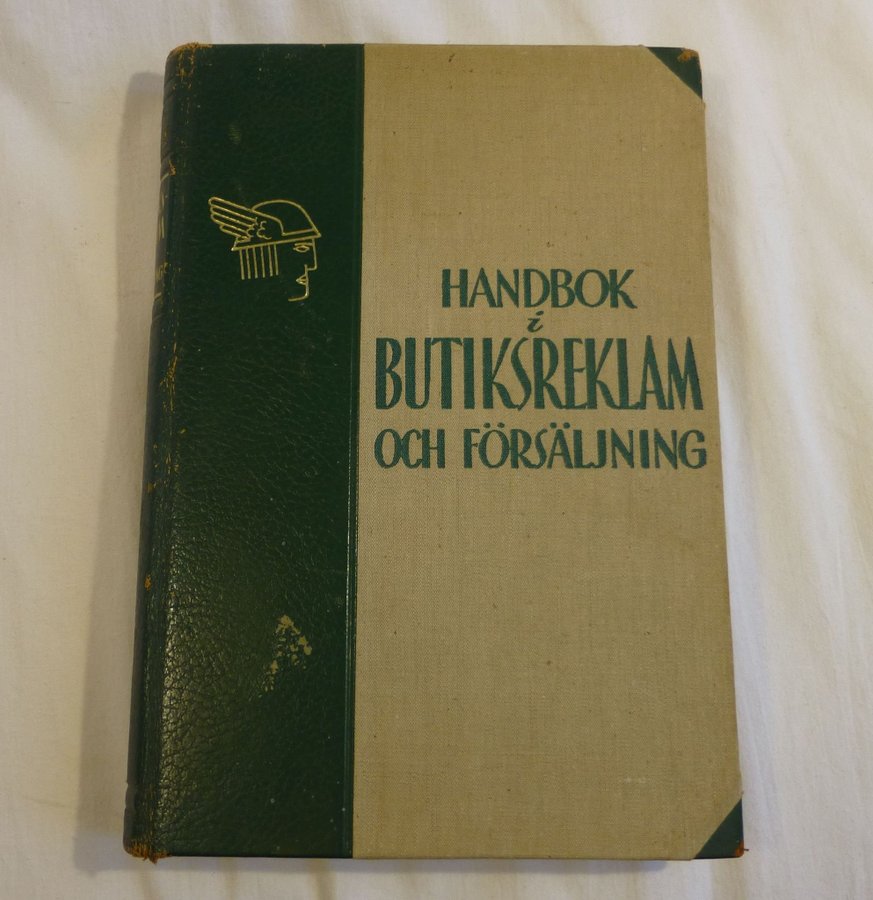 HANDBOK
i
BUTIKSREKLAM
OCH FÖRSÄLJNING